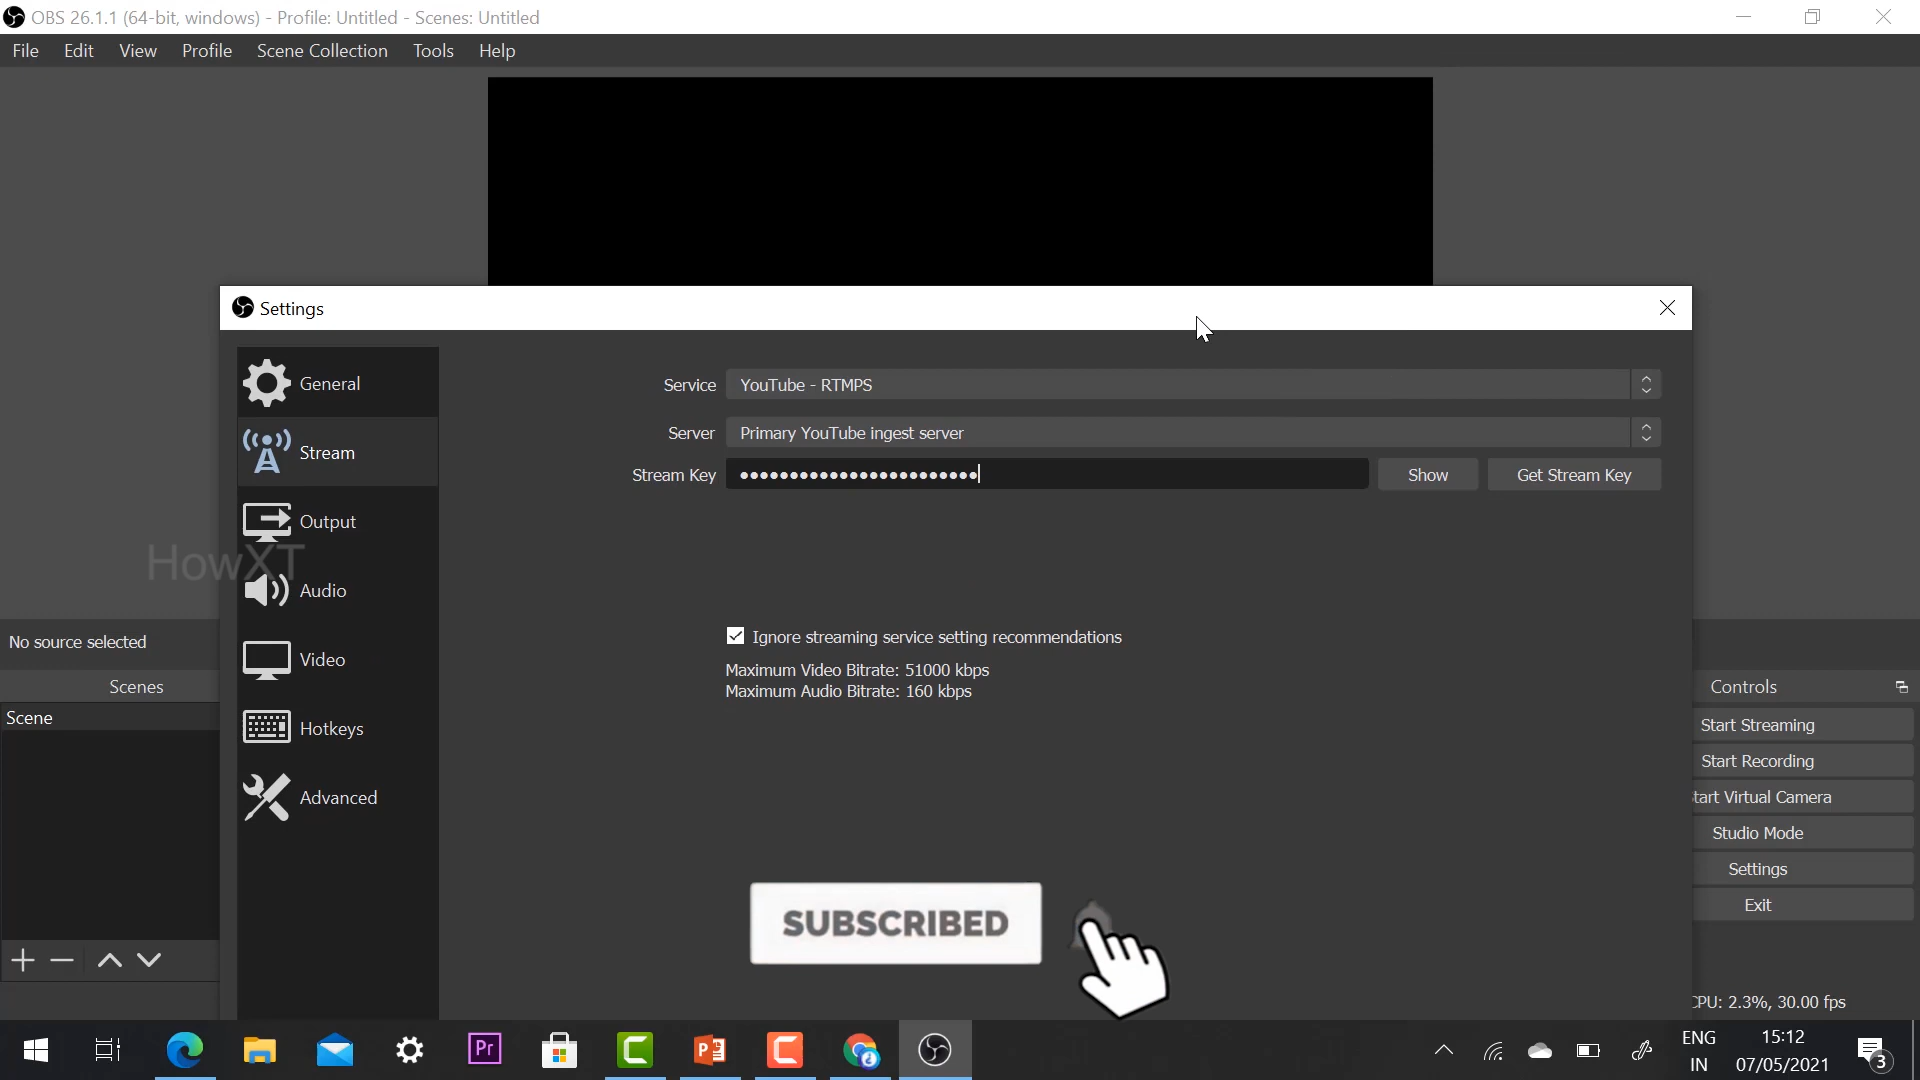 OBS 26.1.1 (64-bit, windows) - Profile: Untitled - Scenes: Untitled
File Edit View Profile Scene Collection Tools Help
Settings
General
Stream
Output
Audio
Video
Hotkeys
Advanced
Service YouTube - RTMPS
Server Primary YouTube ingest server
Stream Key ●●●●●●●●●●●●●●●●●●●●●●●● Show Get Stream Key
HowXT
Ignore streaming service setting recommendations
Maximum Video Bitrate: 51000 kbps
Maximum Audio Bitrate: 160 kbps
No source selected
Scenes
Scene
Controls
Start Streaming
Start Recording
tart Virtual Camera
Studio Mode
Settings
Exit
SUBSCRIBED
CPU: 2.3%, 30.00 fps
Pr
ENG
IN
15:12
07/05/2021
3